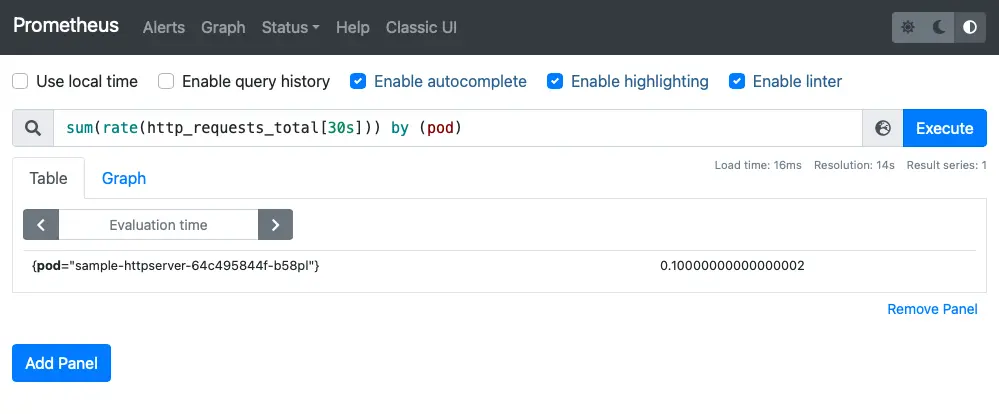 Prometheus Alerts Graph Status Help Classic UI
Use local time Enable query history Enable autocomplete Enable highlighting Enable linter
sum(rate(http_requests_total[30s])) by (pod) Execute
Load time: 16ms Resolution: 14s Result series: 1
Table Graph
Evaluation time
{pod="sample-httpserver-64c495844f-b58pl"} 0.10000000000000002
Remove Panel
Add Panel